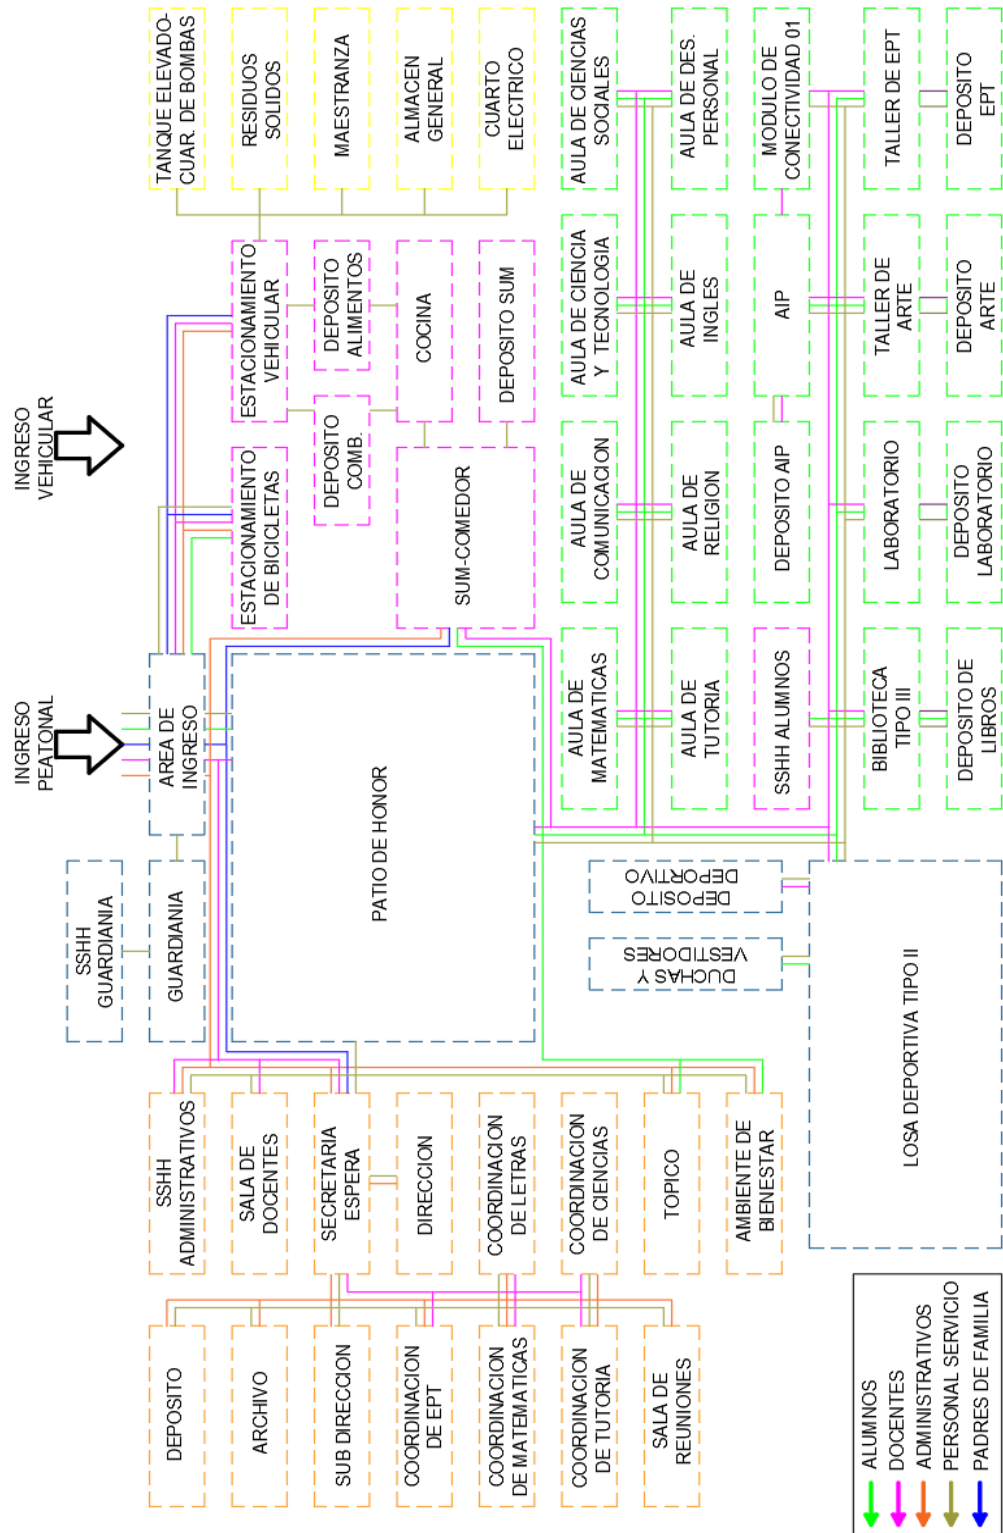 INGRESO
PEATONAL
INGRESO
VEHICULAR
SSHH
GUARDIANIA
DEPOSITO
SSHH
ADMINISTRATIVOS
GUARDIANIA
AREA DE
INGRESO
TANQUE ELEVADO-
CUAR. DE BOMBAS
ARCHIVO
SALA DE
DOCENTES
ESTACIONAMIENTO
DE BICICLETAS
ESTACIONAMIENTO
VEHICULAR
RESIDUOS
SOLIDOS
SUB DIRECCION
SECRETARIA
ESPERA
PATIO DE HONOR
DEPOSITO
COMB.
DEPOSITO
ALIMENTOS
MAESTRANZA
COORDINACION
DE EPT
DIRECCION
SUM-COMEDOR
COCINA
ALMACEN
GENERAL
COORDINACION
DE MATEMATICAS
COORDINACION
DE LETRAS
DEPOSITO SUM
CUARTO
ELECTRICO
COORDINACION
DE TUTORIA
COORDINACION
DE CIENCIAS
AULA DE
MATEMATICAS
AULA DE
COMUNICACION
AULA DE CIENCIA
Y TECNOLOGIA
AULA DE CIENCIAS
SOCIALES
SALA DE
REUNIONES
TOPICO
DUCHAS Y
VESTIDORES
DEPOSITO
DEPORTIVO
AULA DE
TUTORIA
AULA DE
RELIGION
AULA DE
INGLES
AULA DE DES.
PERSONAL
AMBIENTE DE
BIENESTAR
SSHH ALUMNOS
DEPOSITO AIP
AIP
MODULO DE
CONECTIVIDAD 01
LOSA DEPORTIVA TIPO II
BIBLIOTECA
TIPO III
LABORATORIO
TALLER DE
ARTE
TALLER DE EPT
DEPOSITO DE
LIBROS
DEPOSITO
LABORATORIO
DEPOSITO
ARTE
DEPOSITO
EPT
ALUMNOS
DOCENTES
ADMINISTRATIVOS
PERSONAL SERVICIO
PADRES DE FAMILIA